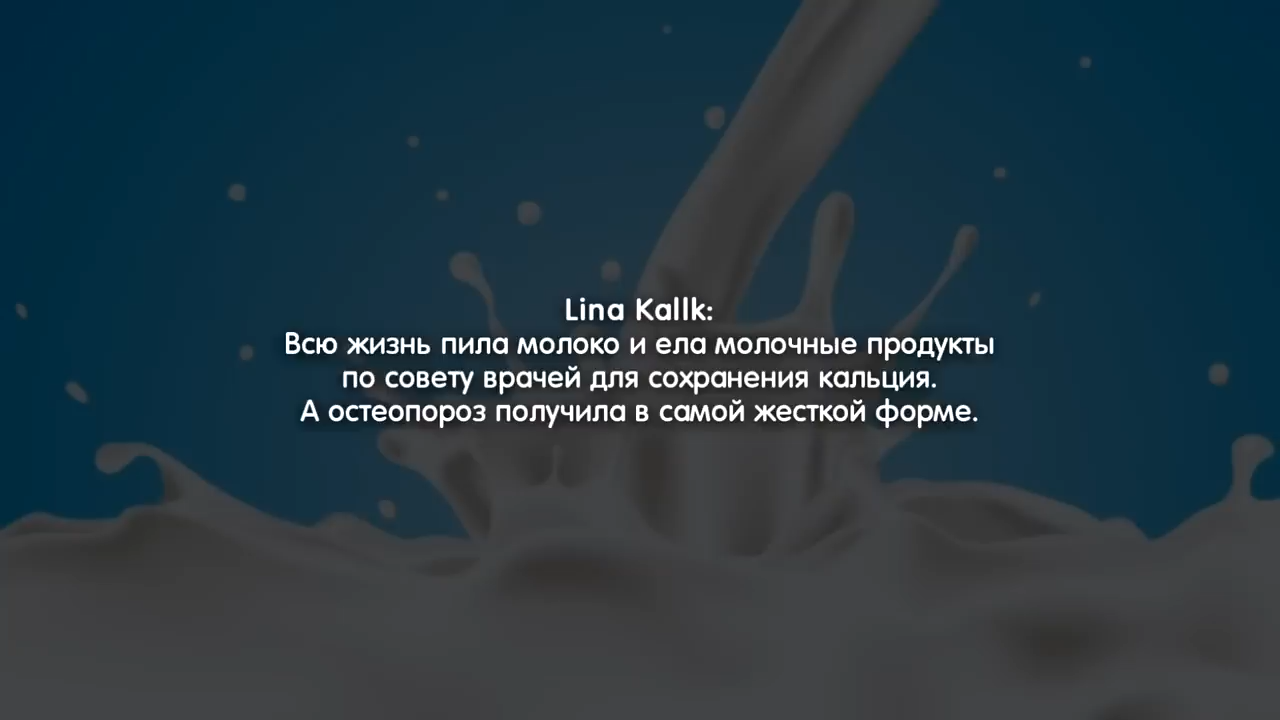 Lina Kallk:
Всю жизнь пила молоко и ела молочные продукты
по совету врачей для сохранения кальция.
А остеопороз получила в самой жесткой форме.